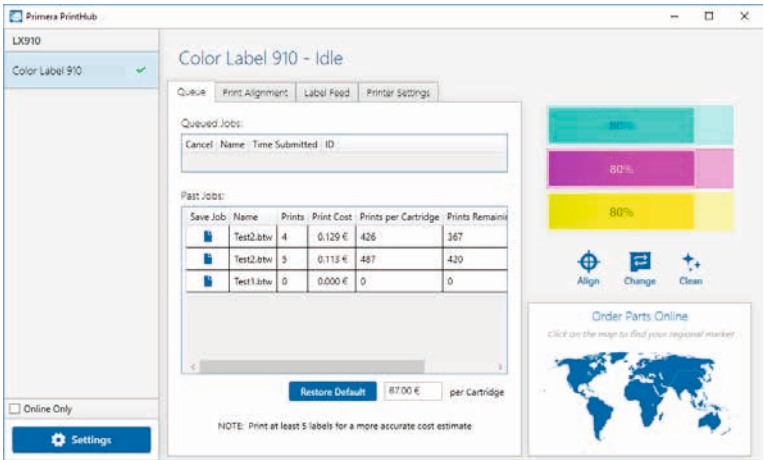 Primera PrintHub
LX910
Color Label 910
Color Label 910 - Idle
Queue Print Alignment Label Feed Printer Settings
Queued Jobs:
Cancel Name Time Submitted ID
Past Jobs:
Save Job Name Prints Print Cost Prints per Cartridge Prints Remaining
Test2.btw 4 0.129 € 426 367
Test2.btw 5 0.113 € 487 420
Test1.btw 0 0.000 € 0 0
Restore Default 67.00 € per Cartridge
NOTE: Print at least 5 labels for a more accurate cost estimate
80%
80%
80%
Align Change Clean
Order Parts Online
Click on the map to find your regional market
Online Only
Settings